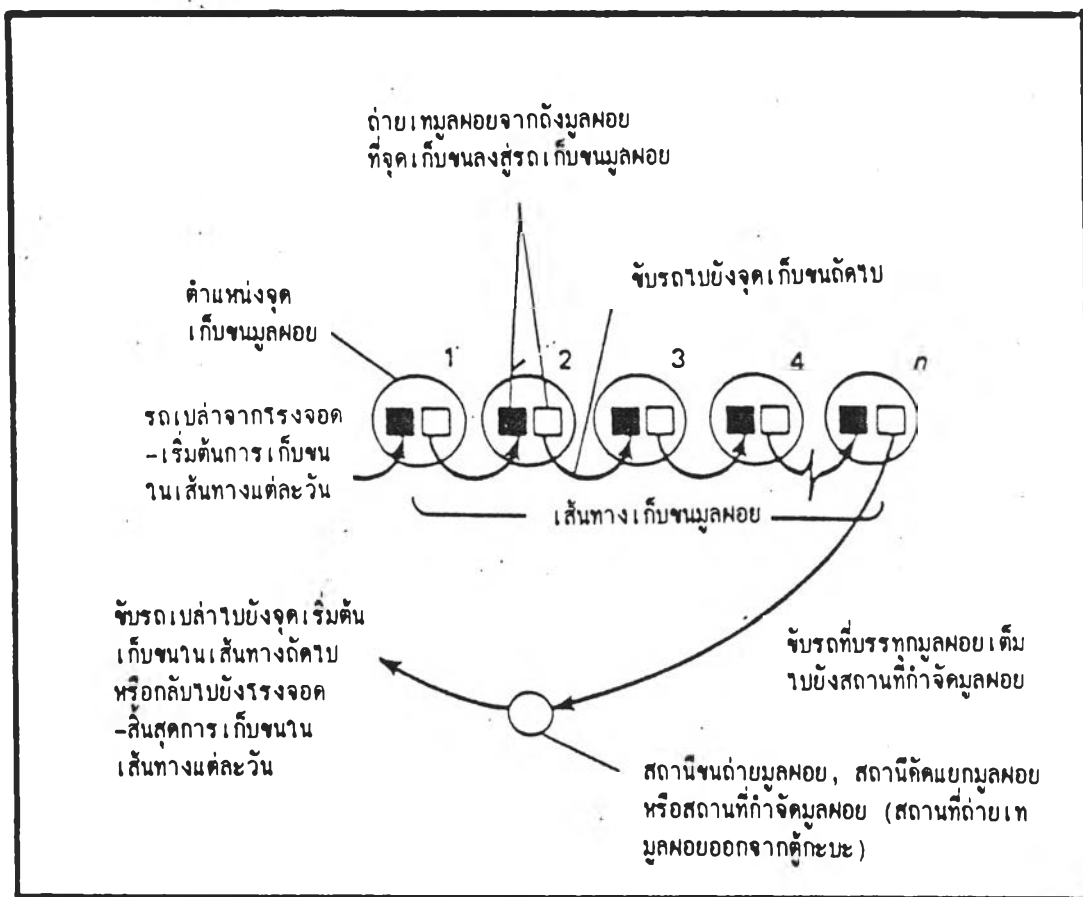 ถ่ายเทมูลฝอยจากถังมูลฝอย
ที่จุดเก็บขนลงสู่รถเก็บขนมูลฝอย
ขับรถไปยังจุดเก็บขนถัดไป
ตำแหน่งจุด
เก็บขนมูลฝอย
1 2 3 4 n
รถเปล่าจากโรงจอด
-เริ่มต้นการเก็บขน
ในเส้นทางแต่ละวัน
เส้นทางเก็บขนมูลฝอย
ขับรถเปล่าไปยังจุดเริ่มต้น
เก็บขนในเส้นทางถัดไป
หรือกลับไปยังโรงจอด
-สิ้นสุดการเก็บขนใน
เส้นทางแต่ละวัน
ขับรถที่บรรทุกมูลฝอยเต็ม
ไปยังสถานที่กำจัดมูลฝอย
สถานีขนถ่ายมูลฝอย, สถานีคัดแยกมูลฝอย
หรือสถานที่กำจัดมูลฝอย (สถานที่ถ่ายเท
มูลฝอยออกจากตู้กะบะ)